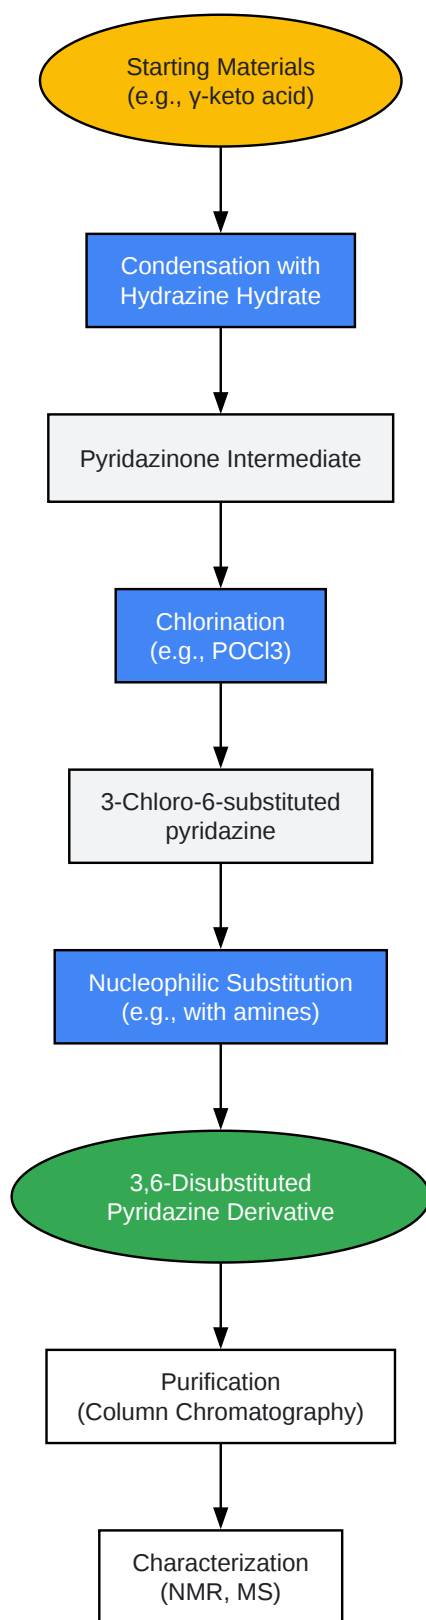 Starting Materials
(e.g., γ-keto acid)
Condensation with
Hydrazine Hydrate
Pyridazinone Intermediate
Chlorination
(e.g., POCl3)
3-Chloro-6-substituted
pyridazine
Nucleophilic Substitution
(e.g., with amines)
3,6-Disubstituted
Pyridazine Derivative
Purification
(Column Chromatography)
Characterization
(NMR, MS)